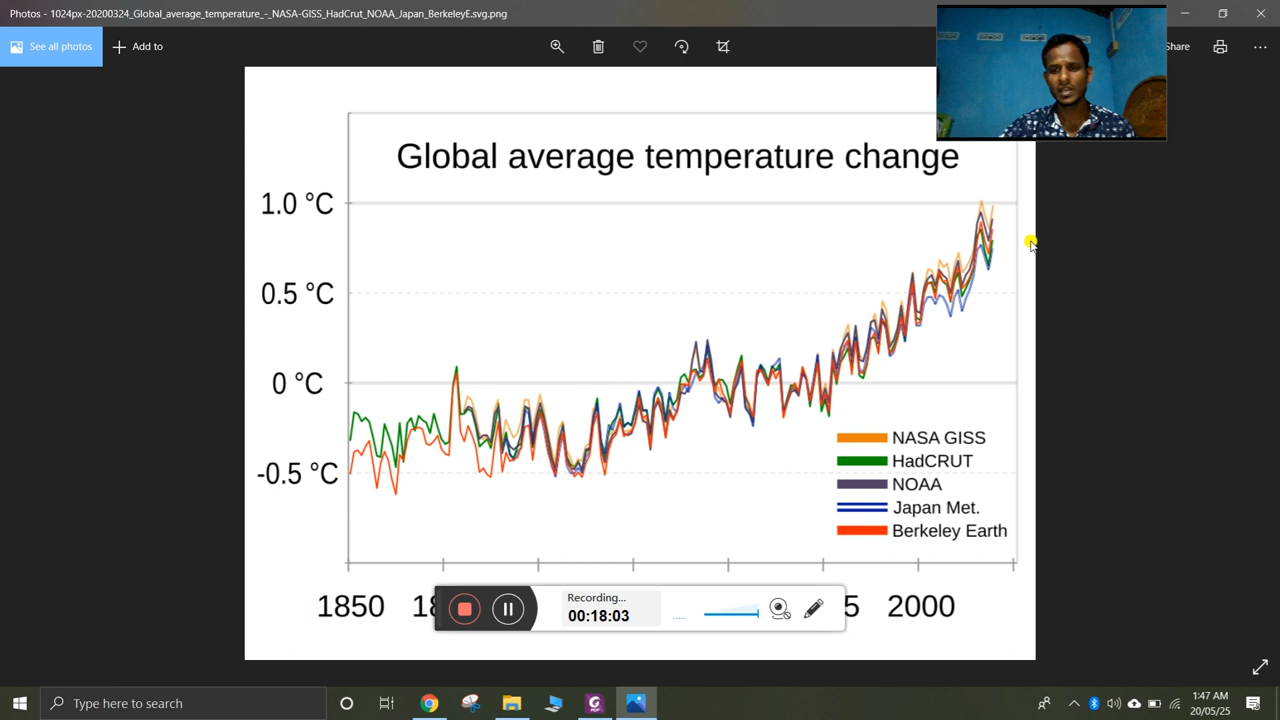 Photos - 1024px-20200324_Global_average_temperature_-_NASA-GISS_HadCrut_NOAA_Japan_BerkeleyE.svg.png
See all photos
Add to
Share
Global average temperature change
1.0 °C
0.5 °C
0 °C
-0.5 °C
NASA GISS
HadCRUT
NOAA
Japan Met.
Berkeley Earth
1850
2000
Recording...
00:18:03
Type here to search
1:47 AM
20/05/25